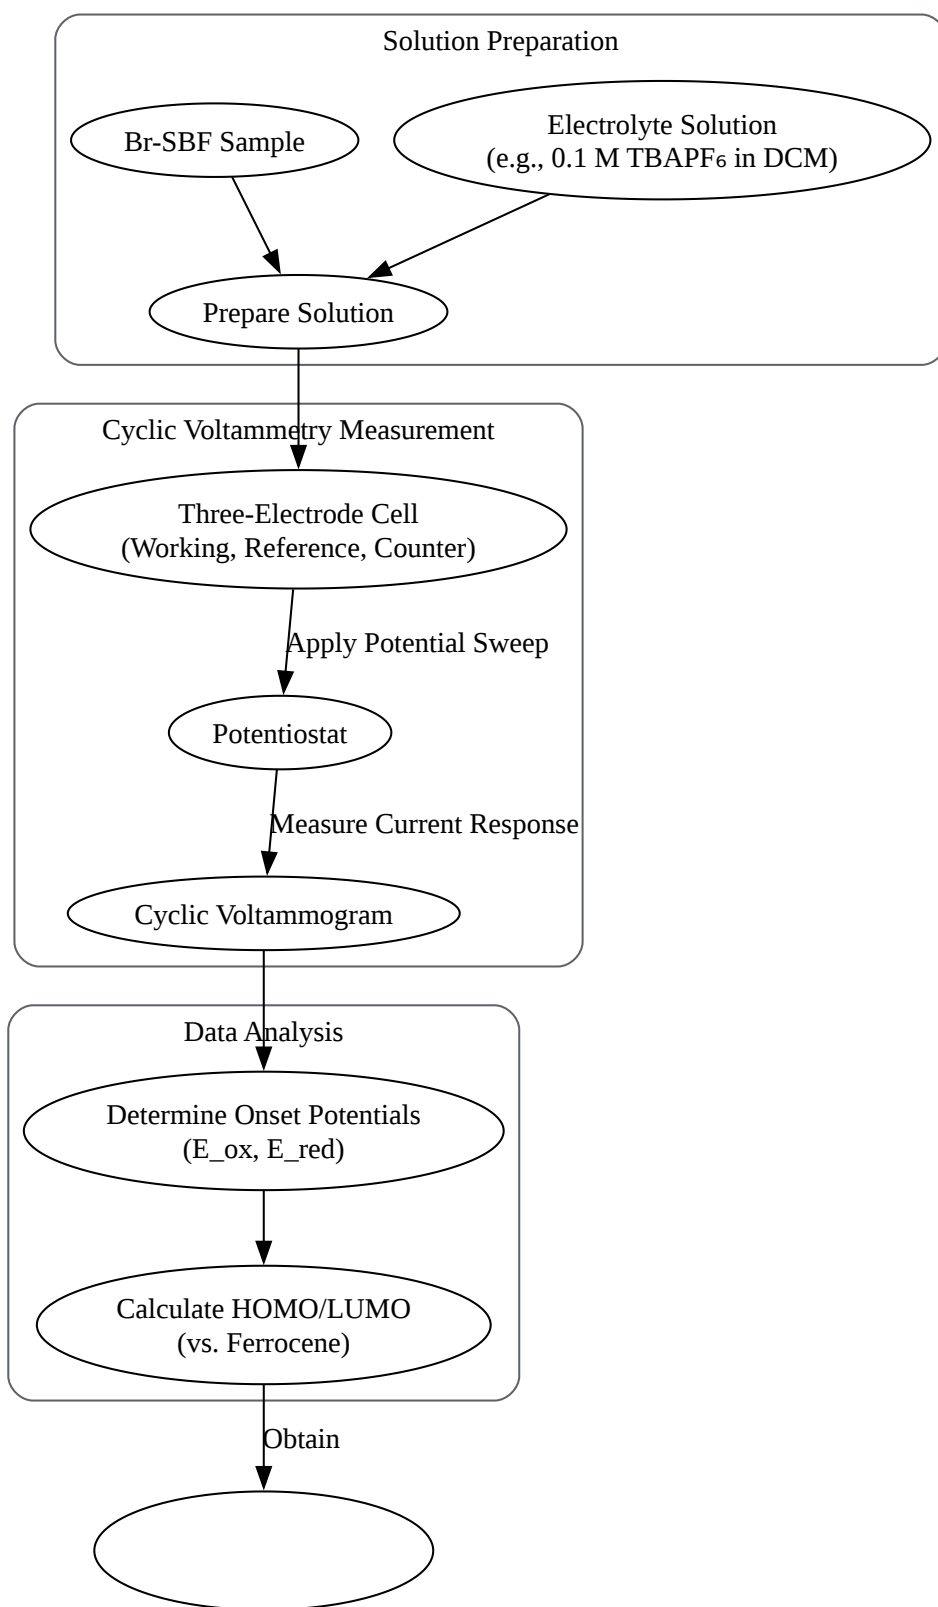 Solution Preparation
Br-SBF Sample
Electrolyte Solution
(e.g., 0.1 M TBAPF₆ in DCM)
Prepare Solution
Cyclic Voltammetry Measurement
Three-Electrode Cell
(Working, Reference, Counter)
Apply Potential Sweep
Potentiostat
Measure Current Response
Cyclic Voltammogram
Data Analysis
Determine Onset Potentials
(E_ox, E_red)
Calculate HOMO/LUMO
(vs. Ferrocene)
Obtain